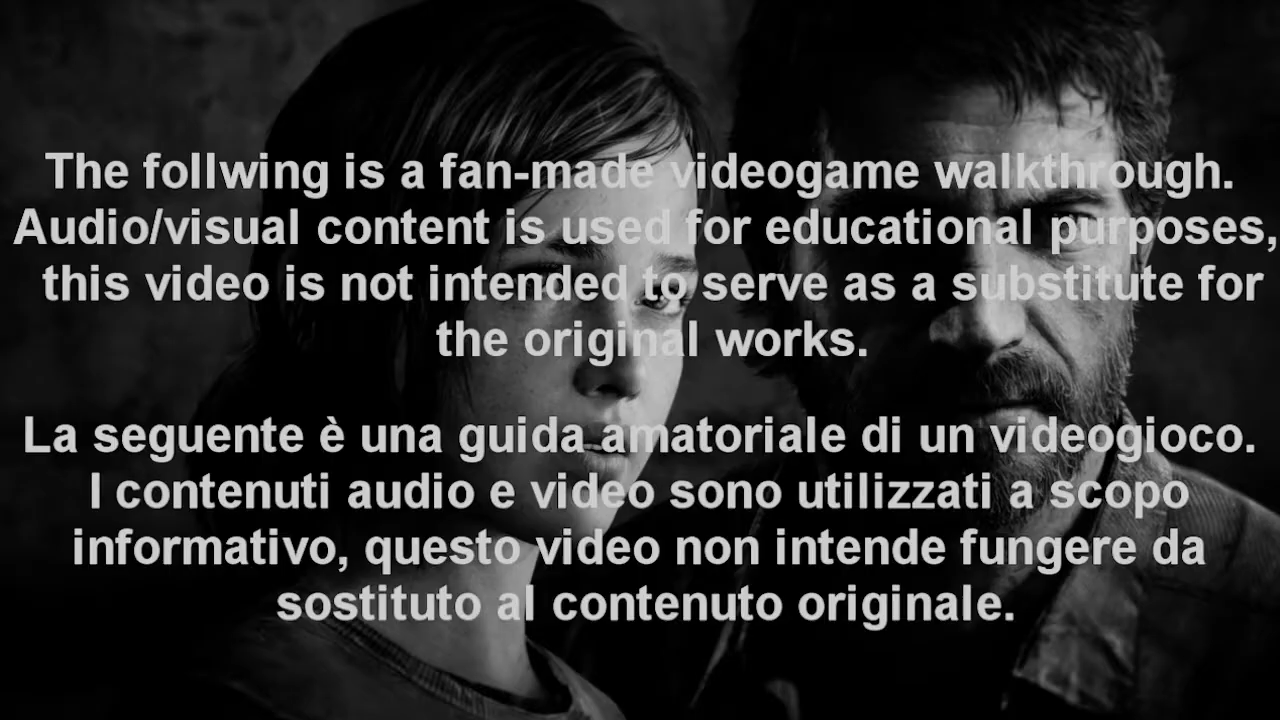 The follwing is a fan-made videogame walkthrough.
Audio/visual content is used for educational purposes,
this video is not intended to serve as a substitute for
the original works.
La seguente è una guida amatoriale di un videogioco.
I contenuti audio e video sono utilizzati a scopo
informativo, questo video non intende fungere da
sostituto al contenuto originale.